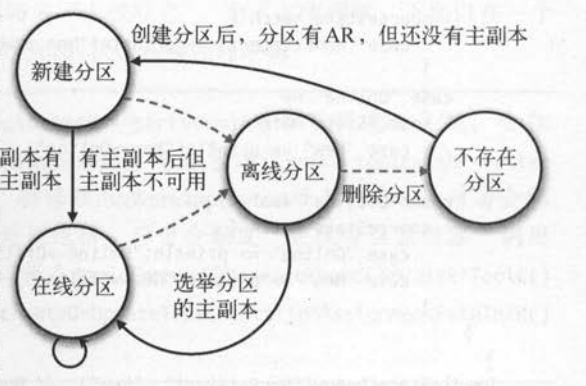 创建分区后，分区有AR，但还没有主副本
新建分区
副本有
主副本
有主副本后但
主副本不可用
离线分区
删除分区
不存在
分区
在线分区
选举分区
的主副本